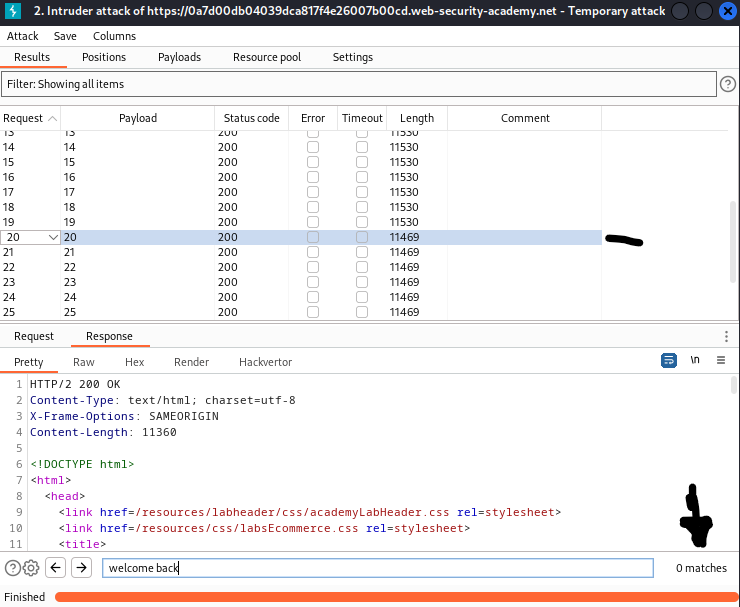 2. Intruder attack of https://0a7d00db04039dca817f4e26007b00cd.web-security-academy.net - Temporary attack
Attack Save Columns
Results Positions Payloads Resource pool Settings
Filter: Showing all items
Request Payload Status code Error Timeout Length Comment
13 13 200 11530
14 14 200 11530
15 15 200 11530
16 16 200 11530
17 17 200 11530
18 18 200 11530
19 19 200 11530
20 20 200 11469
21 21 200 11469
22 22 200 11469
23 23 200 11469
24 24 200 11469
25 25 200 11469
Request Response
Pretty Raw Hex Render Hackvertor \n
1 HTTP/2 200 OK
2 Content-Type: text/html; charset=utf-8
3 X-Frame-Options: SAMEORIGIN
4 Content-Length: 11360
5
6 <!DOCTYPE html>
7 <html>
8 <head>
9 <link href=/resources/labheader/css/academyLabHeader.css rel=stylesheet>
10 <link href=/resources/css/labsEcommerce.css rel=stylesheet>
11 <title>
welcome back 0 matches
Finished